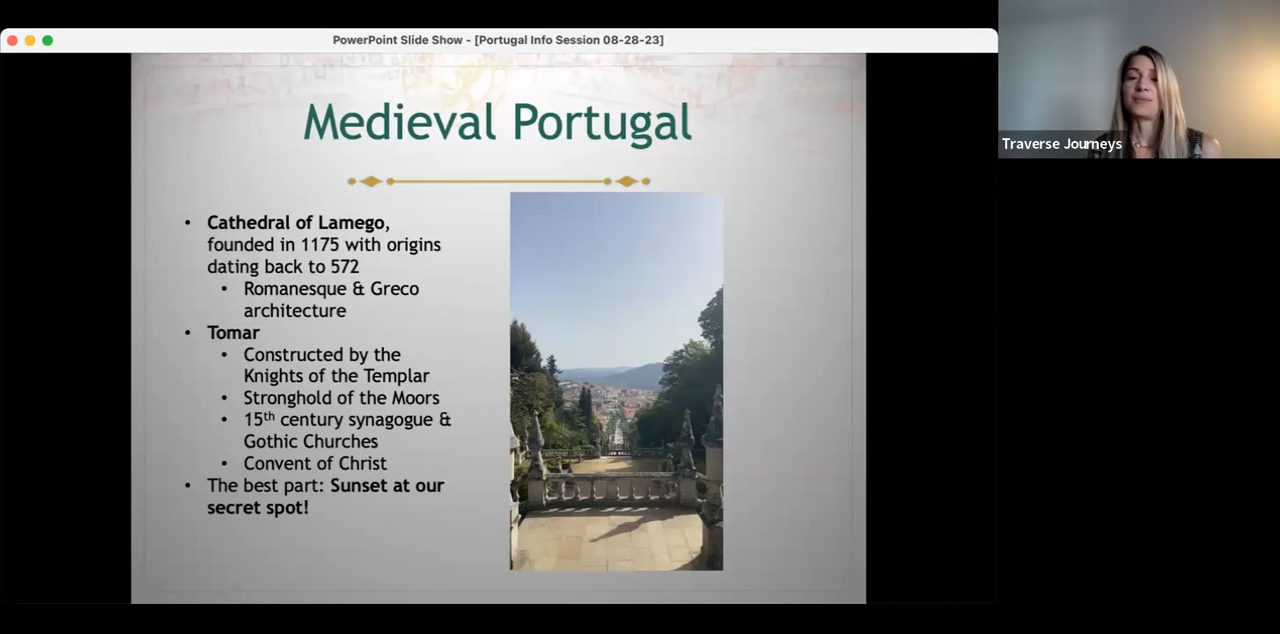 PowerPoint Slide Show - [Portugal Info Session 08-28-23]
Medieval Portugal
• Cathedral of Lamego,
founded in 1175 with origins
dating back to 572
• Romanesque & Greco
architecture
• Tomar
• Constructed by the
Knights of the Templar
• Stronghold of the Moors
• 15th century synagogue &
Gothic Churches
• Convent of Christ
• The best part: Sunset at our
secret spot!
Traverse Journeys